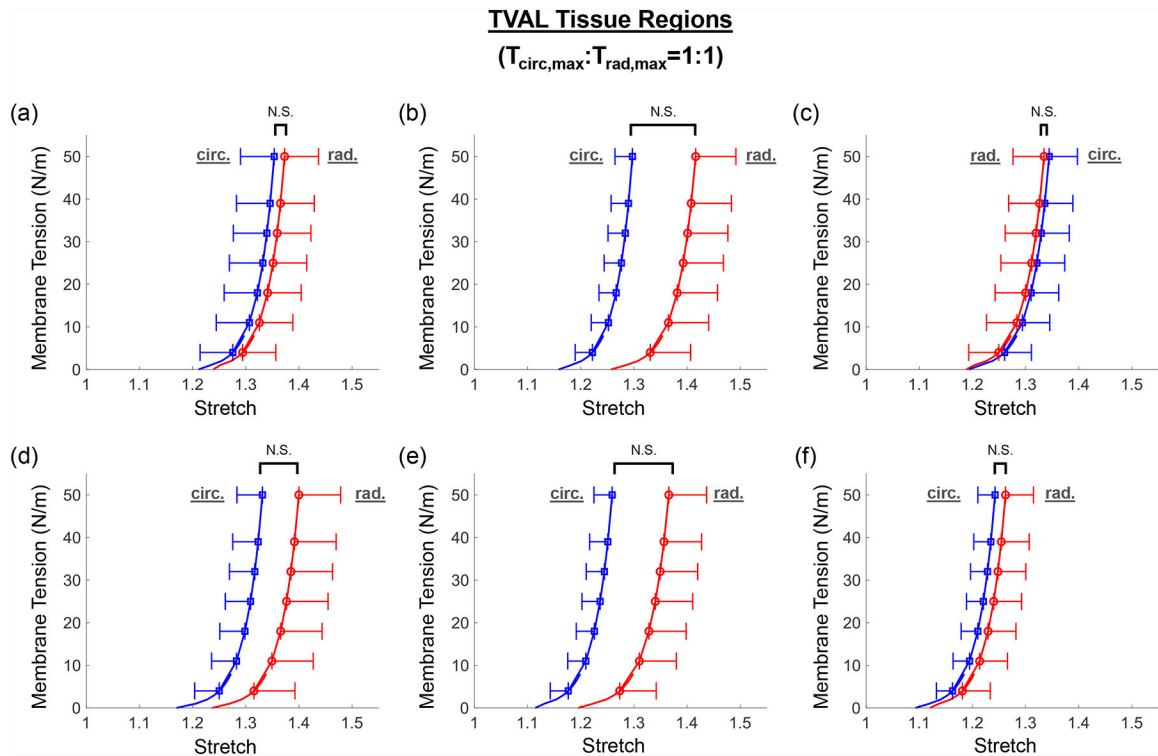 TVAL Tissue Regions
(Tcirc,max:Trad,max=1:1)
(a)
N.S.
circ.
rad.
Membrane Tension (N/m)
50
40
30
20
10
0
1 1.1 1.2 1.3 1.4 1.5
Stretch
(b)
N.S.
circ.
rad.
Membrane Tension (N/m)
50
40
30
20
10
0
1 1.1 1.2 1.3 1.4 1.5
Stretch
(c)
N.S.
rad.
circ.
Membrane Tension (N/m)
50
40
30
20
10
0
1 1.1 1.2 1.3 1.4 1.5
Stretch
(d)
N.S.
circ.
rad.
Membrane Tension (N/m)
50
40
30
20
10
0
1 1.1 1.2 1.3 1.4 1.5
Stretch
(e)
N.S.
circ.
rad.
Membrane Tension (N/m)
50
40
30
20
10
0
1 1.1 1.2 1.3 1.4 1.5
Stretch
(f)
N.S.
circ.
rad.
Membrane Tension (N/m)
50
40
30
20
10
0
1 1.1 1.2 1.3 1.4 1.5
Stretch